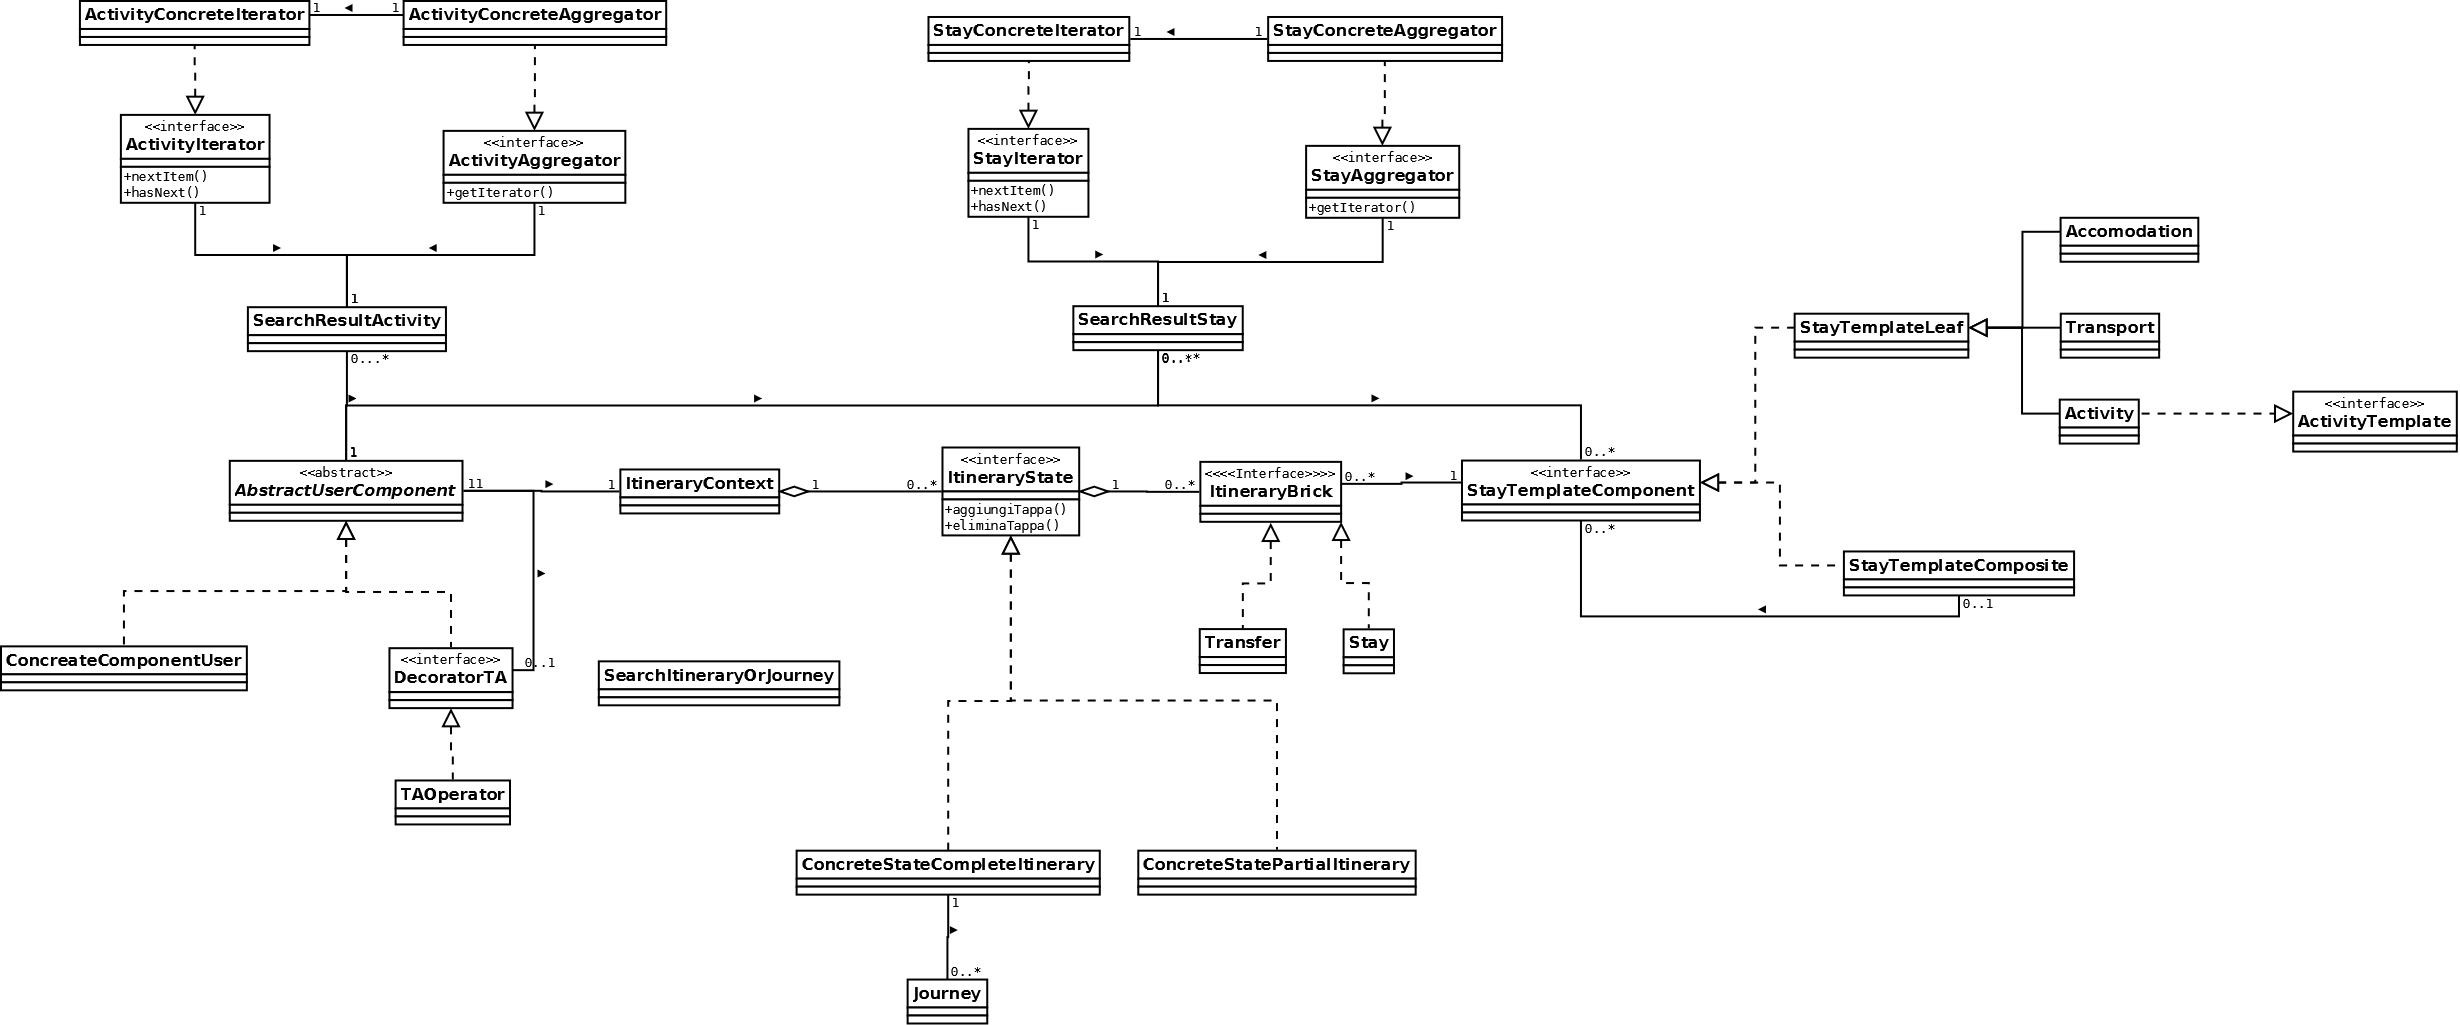 ActivityConcreteIterator
1
◄
1
ActivityConcreteAggregator
StayConcreteIterator
1
◄
1
StayConcreteAggregator
<<interface>>
ActivityIterator
+nextItem()
+hasNext()
1
<<interface>>
ActivityAggregator
+getIterator()
1
<<interface>>
StayIterator
+nextItem()
+hasNext()
1
<<interface>>
StayAggregator
+getIterator()
1
►
◄
►
◄
1
SearchResultActivity
0...*
1
SearchResultStay
0..**
Accomodation
StayTemplateLeaf
Transport
Activity
<<interface>>
ActivityTemplate
►
►
►
1
<<abstract>>
AbstractUserComponent
11
►
1
ItineraryContext
1
0..*
<<interface>>
ItineraryState
+aggiungiTappa()
+eliminaTappa()
1
0..*
<<<<Interface>>>>
ItineraryBrick
0..*
►
1
0..*
<<interface>>
StayTemplateComponent
0..*
►
StayTemplateComposite
0..1
◄
ConcreateComponentUser
<<interface>>
DecoratorTA
0..1
SearchItineraryOrJourney
Transfer
Stay
TAOperator
ConcreteStateCompleteItinerary
1
ConcreteStatePartialItinerary
►
0..*
Journey